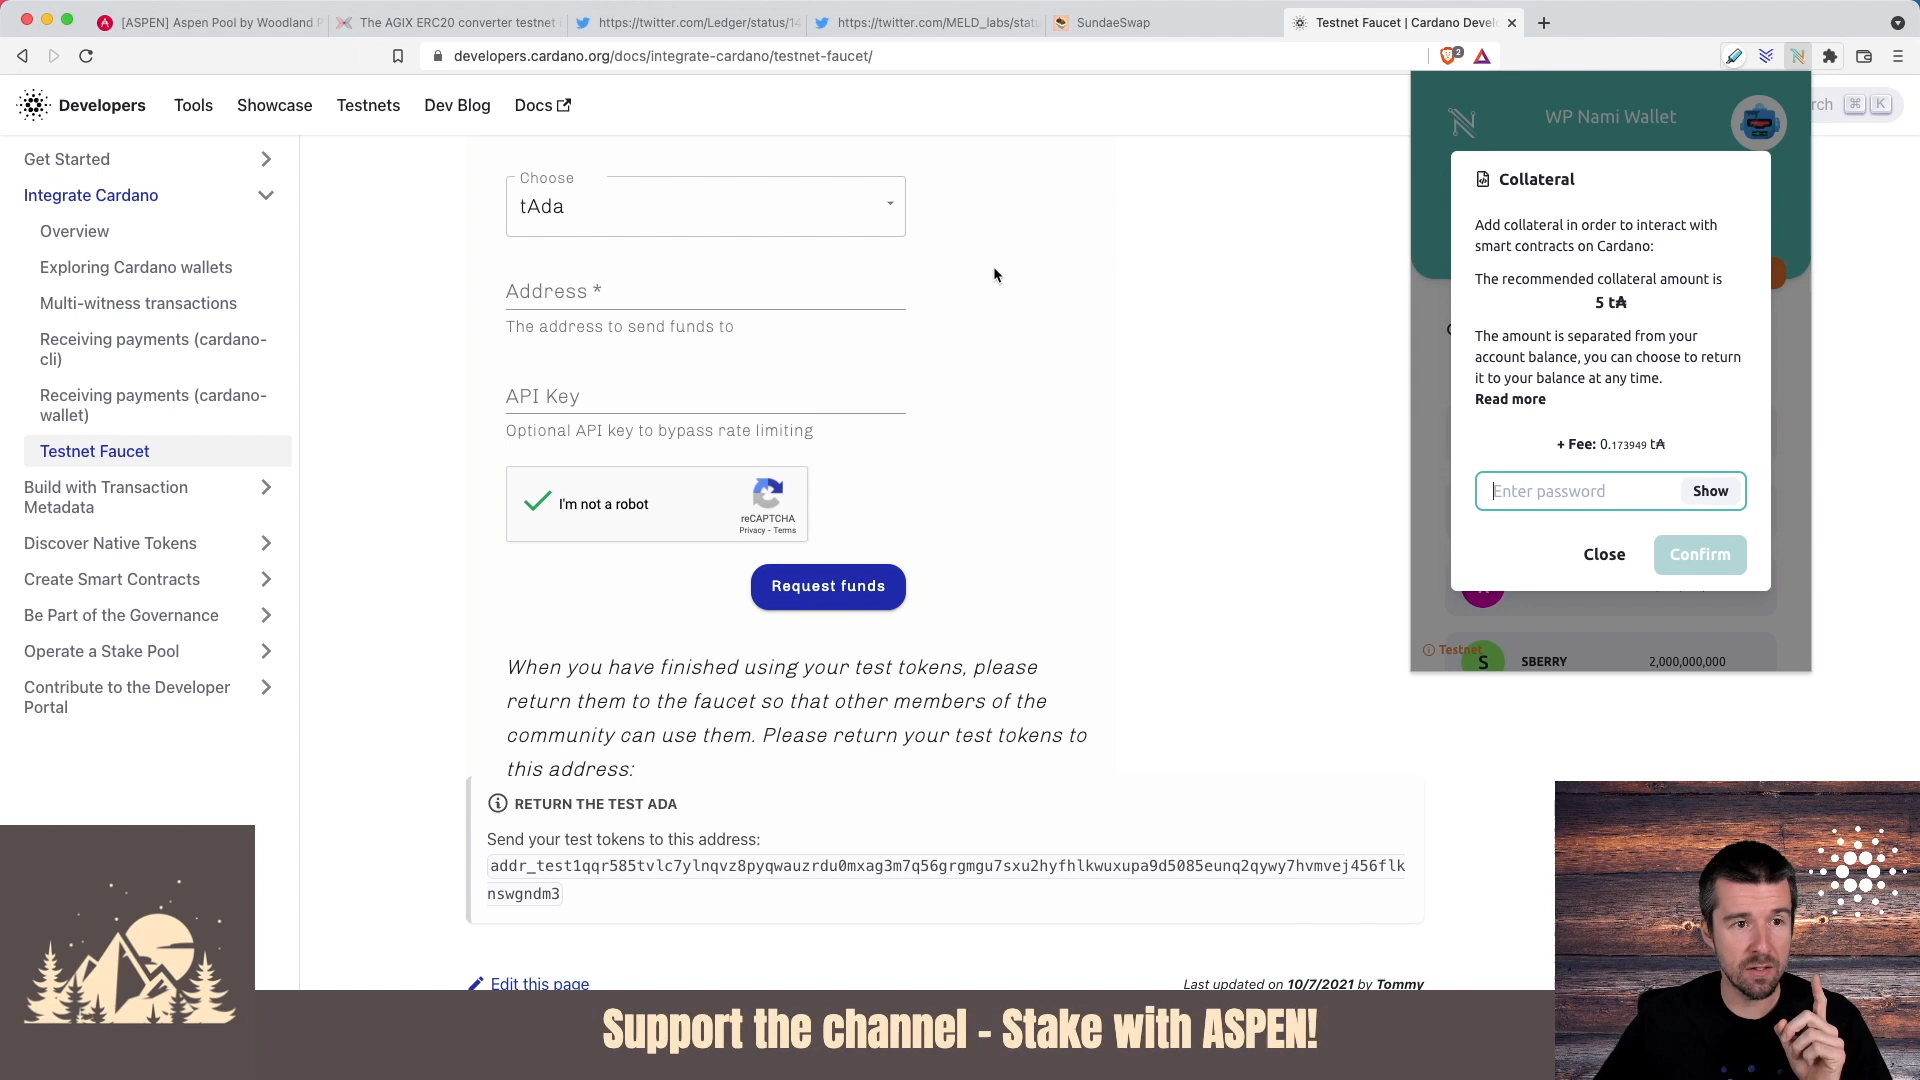 [ASPEN] Aspen Pool by Woodland P
The AGIX ERC20 converter testnet i
https://twitter.com/Ledger/status/14
https://twitter.com/MELD_labs/statu
SundaeSwap
Testnet Faucet | Cardano Devel
developers.cardano.org/docs/integrate-cardano/testnet-faucet/
2
Developers
Tools
Showcase
Testnets
Dev Blog
Docs
rch
⌘
K
Get Started
Integrate Cardano
Overview
Exploring Cardano wallets
Multi-witness transactions
Receiving payments (cardano-
cli)
Receiving payments (cardano-
wallet)
Testnet Faucet
Build with Transaction
Metadata
Discover Native Tokens
Create Smart Contracts
Be Part of the Governance
Operate a Stake Pool
Contribute to the Developer
Portal
Choose
tAda
Address *
The address to send funds to
API Key
Optional API key to bypass rate limiting
I'm not a robot
reCAPTCHA
Privacy - Terms
Request funds
When you have finished using your test tokens, please
return them to the faucet so that other members of the
community can use them. Please return your test tokens to
this address:
RETURN THE TEST ADA
Send your test tokens to this address:
addr_test1qqr585tvlc7ylnqvz8pyqwauzrdu0mxag3m7q56grgmgu7sxu2hyfhlkwuxupa9d5085eunq2qywy7hvmvej456flk
nswgndm3
Edit this page
Last updated on 10/7/2021 by Tommy
WP Nami Wallet
Collateral
Add collateral in order to interact with
smart contracts on Cardano:
The recommended collateral amount is
5 t₳
The amount is separated from your
account balance, you can choose to return
it to your balance at any time.
Read more
+ Fee: 0.173949 t₳
Enter password
Show
Close
Confirm
Testnet
S
SBERRY
2,000,000,000
Support the channel - Stake with ASPEN!